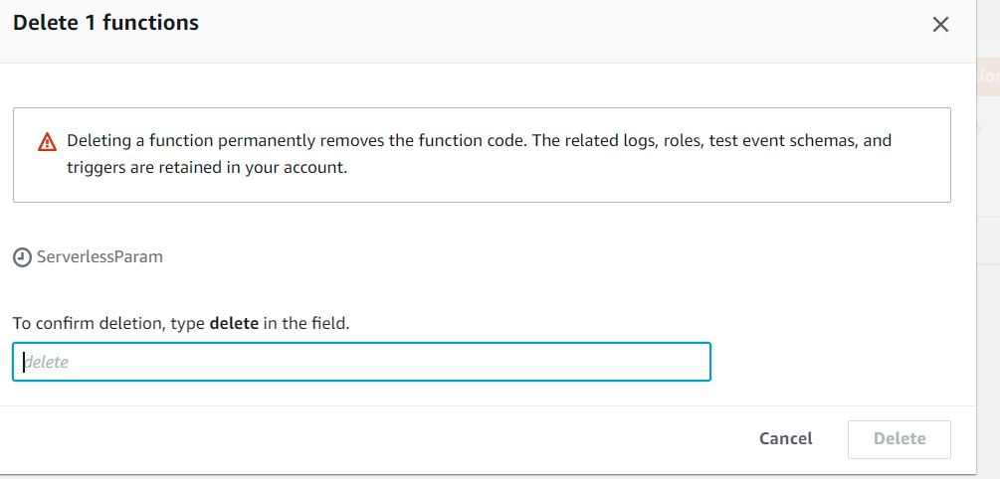 Delete 1 functions
Deleting a function permanently removes the function code. The related logs, roles, test event schemas, and
triggers are retained in your account.
ServerlessParam
To confirm deletion, type delete in the field.
delete
Cancel
Delete